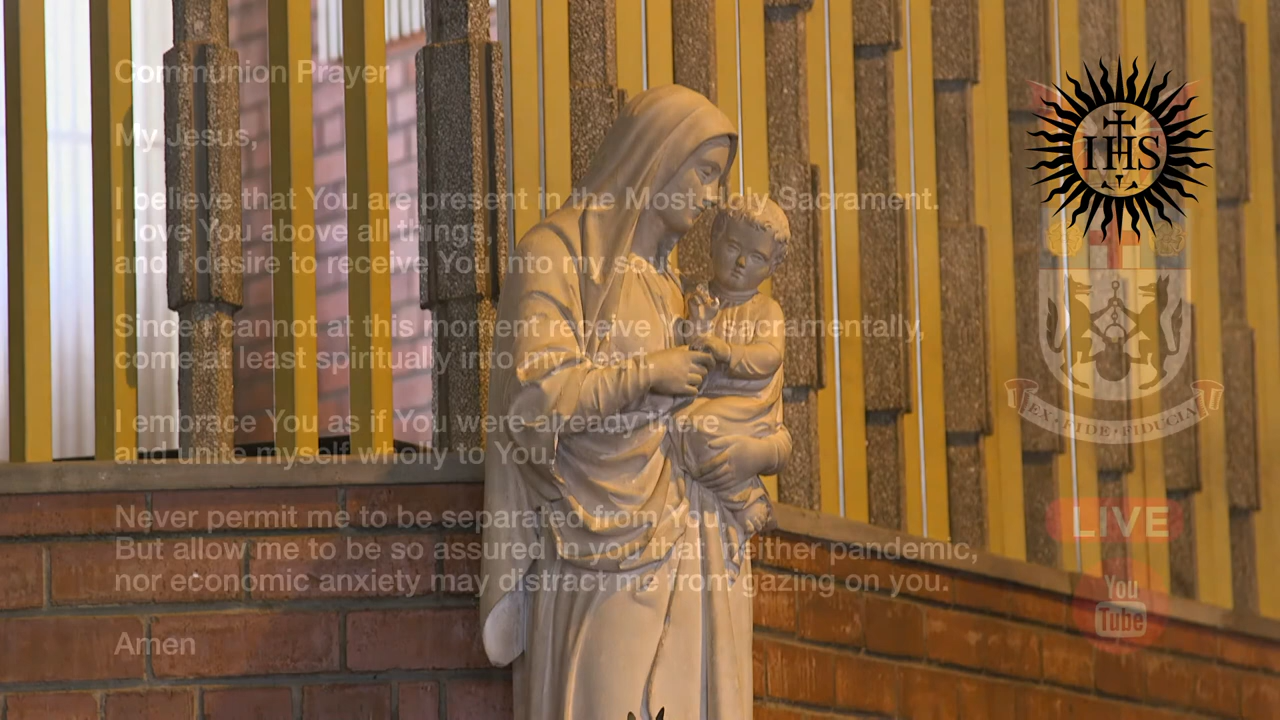 Communion Prayer
My Jesus,
I believe that You are present in the Most Holy Sacrament.
I love You above all things,
and desire to receive You into my soul.
Since I cannot at this moment receive You sacramentally,
come at least spiritually into my heart.
I embrace You as if You were already here
and unite myself wholly to You.
Never permit me to be separated from You
But allow me to be so assured by you that neither pandemic,
nor economic anxiety may distract me from gazing on you.
Amen
IHS
EX·FIDE·FIDUCIA
LIVE
You
Tube